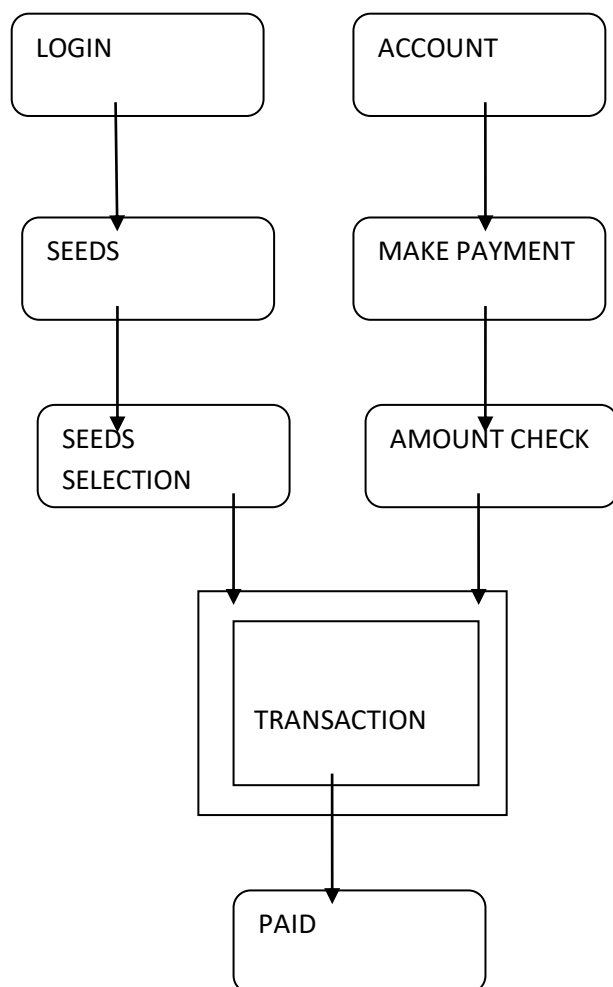 LOGIN
ACCOUNT
SEEDS
MAKE PAYMENT
SEEDS
SELECTION
AMOUNT CHECK
TRANSACTION
PAID